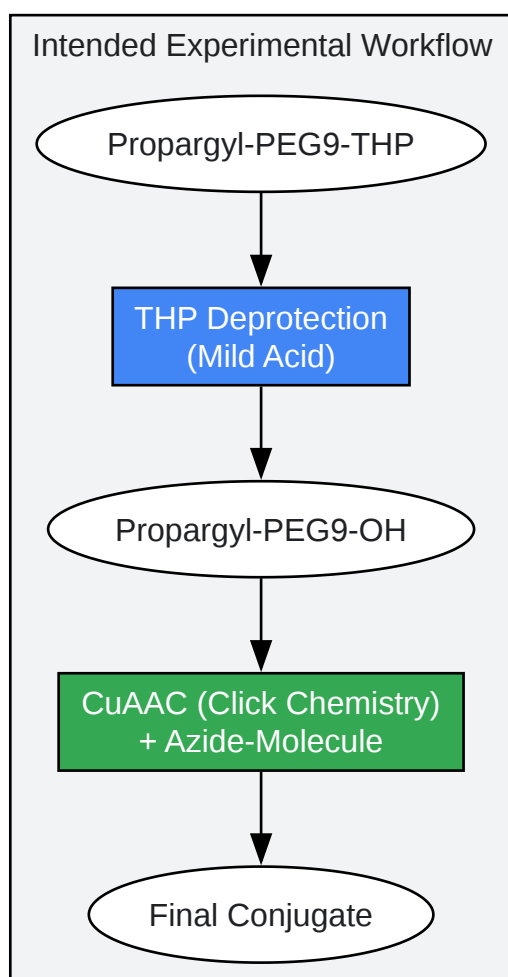 Intended Experimental Workflow
Propargyl-PEG9-THP
THP Deprotection
(Mild Acid)
Propargyl-PEG9-OH
CuAAC (Click Chemistry)
+ Azide-Molecule
Final Conjugate